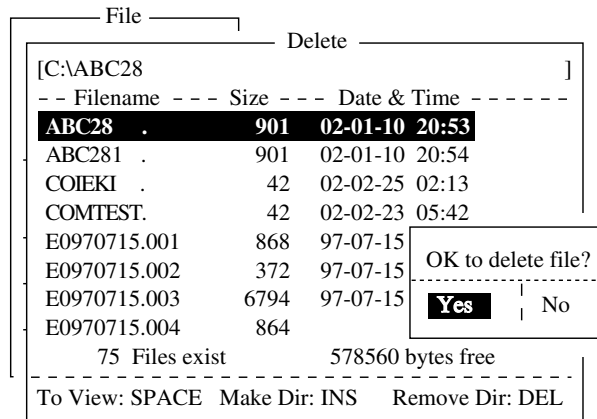 File
Delete
[C:\ABC28 ]
– – Filename – – – Size – – – Date & Time – – – – – –
ABC28 . 901 02-01-10 20:53
ABC281 . 901 02-01-10 20:54
COIEKI . 42 02-02-25 02:13
COMTEST. 42 02-02-23 05:42
E0970715.001 868 97-07-15
E0970715.002 372 97-07-15
E0970715.003 6794 97-07-15
E0970715.004 864
OK to delete file?
Yes No
75 Files exist 578560 bytes free
To View: SPACE Make Dir: INS Remove Dir: DEL